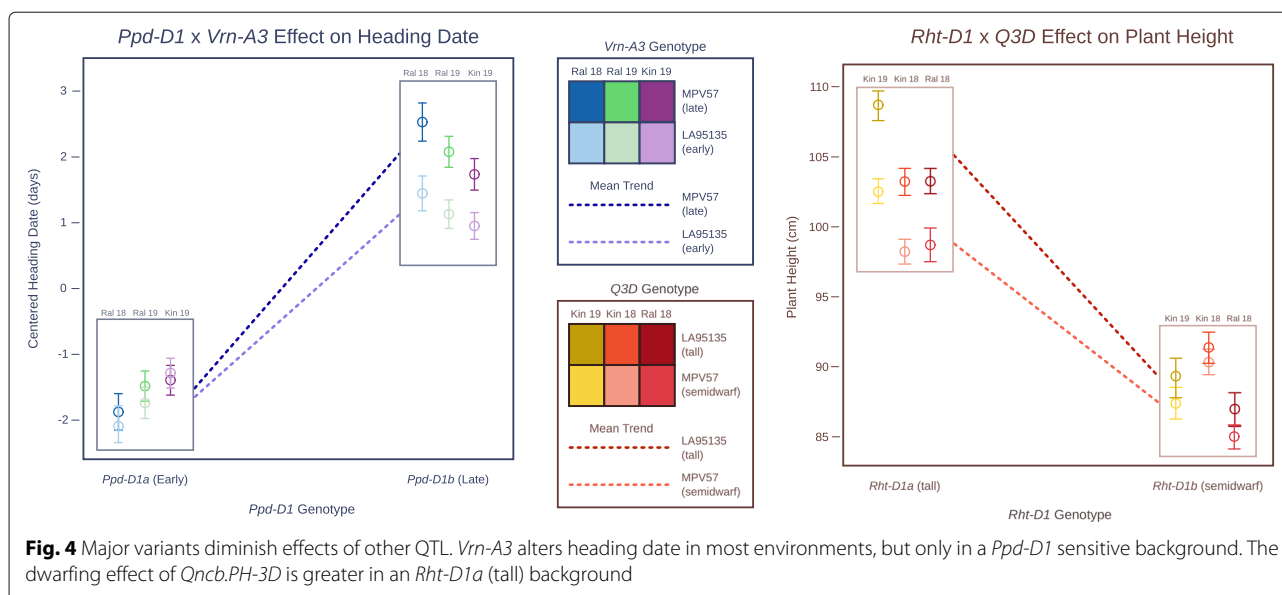 Ppd-D1 x Vrn-A3 Effect on Heading Date
Ral 18 Ral 19 Kin 19
3
2
1
0
-1
-2
Centered Heading Date (days)
Ral 18 Ral 19 Kin 19
Ppd-D1a (Early)
Ppd-D1b (Late)
Ppd-D1 Genotype
Vrn-A3 Genotype
Ral 18 Ral 19 Kin 19
MPV57
(late)
LA95135
(early)
Mean Trend
MPV57
(late)
LA95135
(early)
Q3D Genotype
Kin 19 Kin 18 Ral 18
LA95135
(tall)
MPV57
(semidwarf)
Mean Trend
LA95135
(tall)
MPV57
(semidwarf)
Rht-D1 x Q3D Effect on Plant Height
Kin 19 Kin 18 Ral 18
110
105
100
95
90
85
Plant Height (cm)
Kin 19 Kin 18 Ral 18
Rht-D1a (tall)
Rht-D1b (semidwarf)
Rht-D1 Genotype
Fig. 4 Major variants diminish effects of other QTL. Vrn-A3 alters heading date in most environments, but only in a Ppd-D1 sensitive background. The
dwarfing effect of Qncb.PH-3D is greater in an Rht-D1a (tall) background